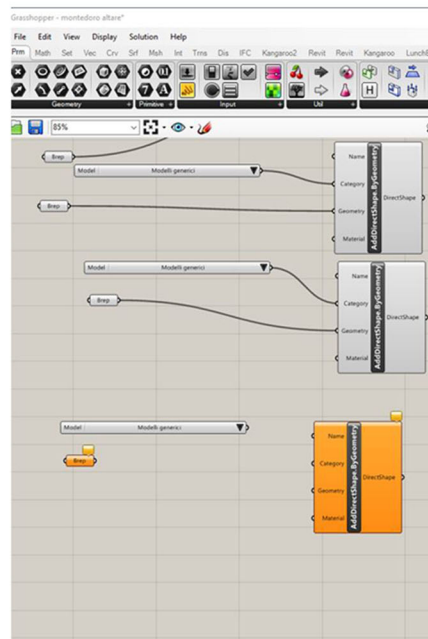 Grasshopper - montedoro altare*
File Edit View Display Solution Help
Prm Math Set Vec Crv Srf Msh Int Trns Dis IFC Kangaroo2 Revit Revit Kangaroo Lunch
Geometry + Primitive + Input + Util +
85%
Brep
Model Modelli generici
Brep
Name
Category
Geometry
Material
AddDirectShape.ByGeometry
DirectShape
Model Modelli generici
Brep
Name
Category
Geometry
Material
AddDirectShape.ByGeometry
DirectShape
Model Modelli generici
Brep
Name
Category
Geometry
Material
AddDirectShape.ByGeometry
DirectShape